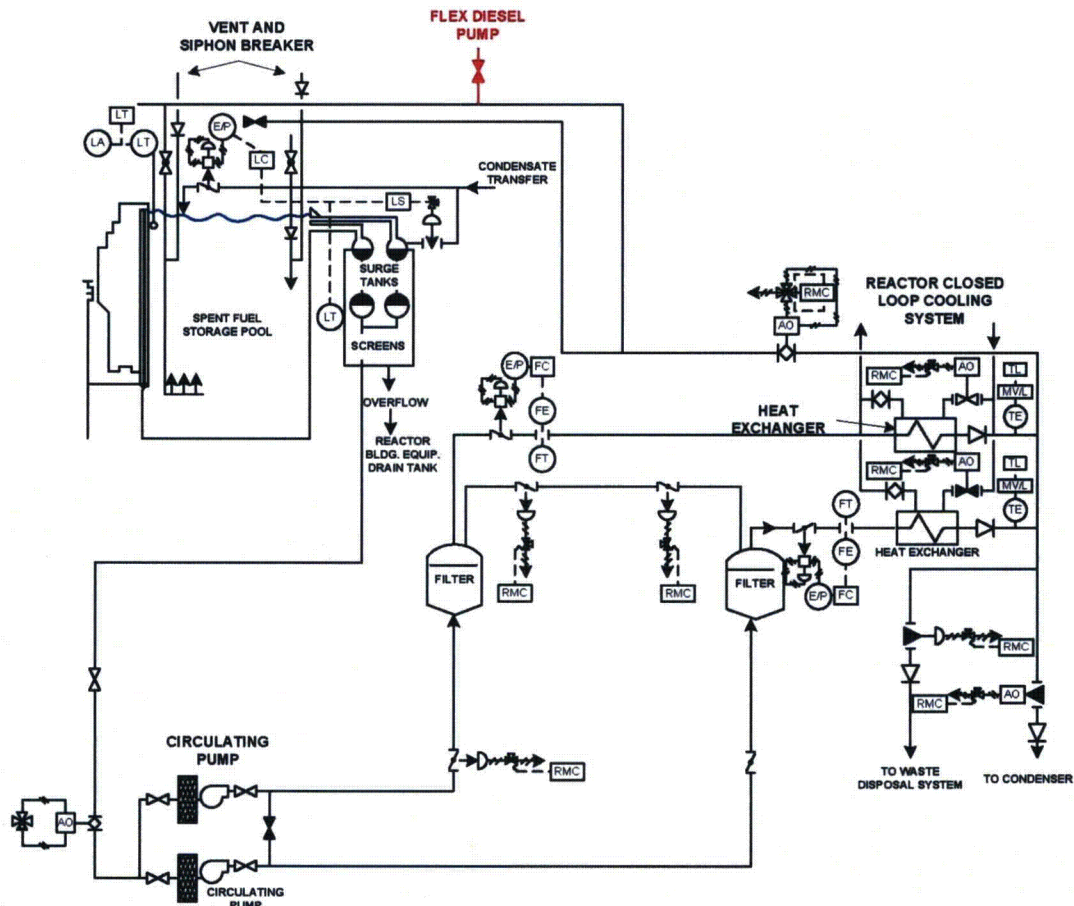 FLEX DIESEL
PUMP
VENT AND
SIPHON BREAKER
LT
LA
LT
E/P
LC
CONDENSATE
TRANSFER
LS
SURGE
TANKS
SPENT FUEL
STORAGE POOL
LT
SCREENS
RMC
AO
REACTOR CLOSED
LOOP COOLING
SYSTEM
E/P
FC
RMC
AO
TL
MV/L
TE
OVERFLOW
FE
HEAT
EXCHANGER
REACTOR
BLDG. EQUIP.
DRAIN TANK
FT
RMC
AO
TL
MV/L
TE
FT
FE
HEAT EXCHANGER
FILTER
RMC
RMC
FILTER
E/P
FC
RMC
RMC
AO
CIRCULATING
PUMP
RMC
TO WASTE
DISPOSAL SYSTEM
TO CONDENSER
AO
CIRCULATING
PUMP